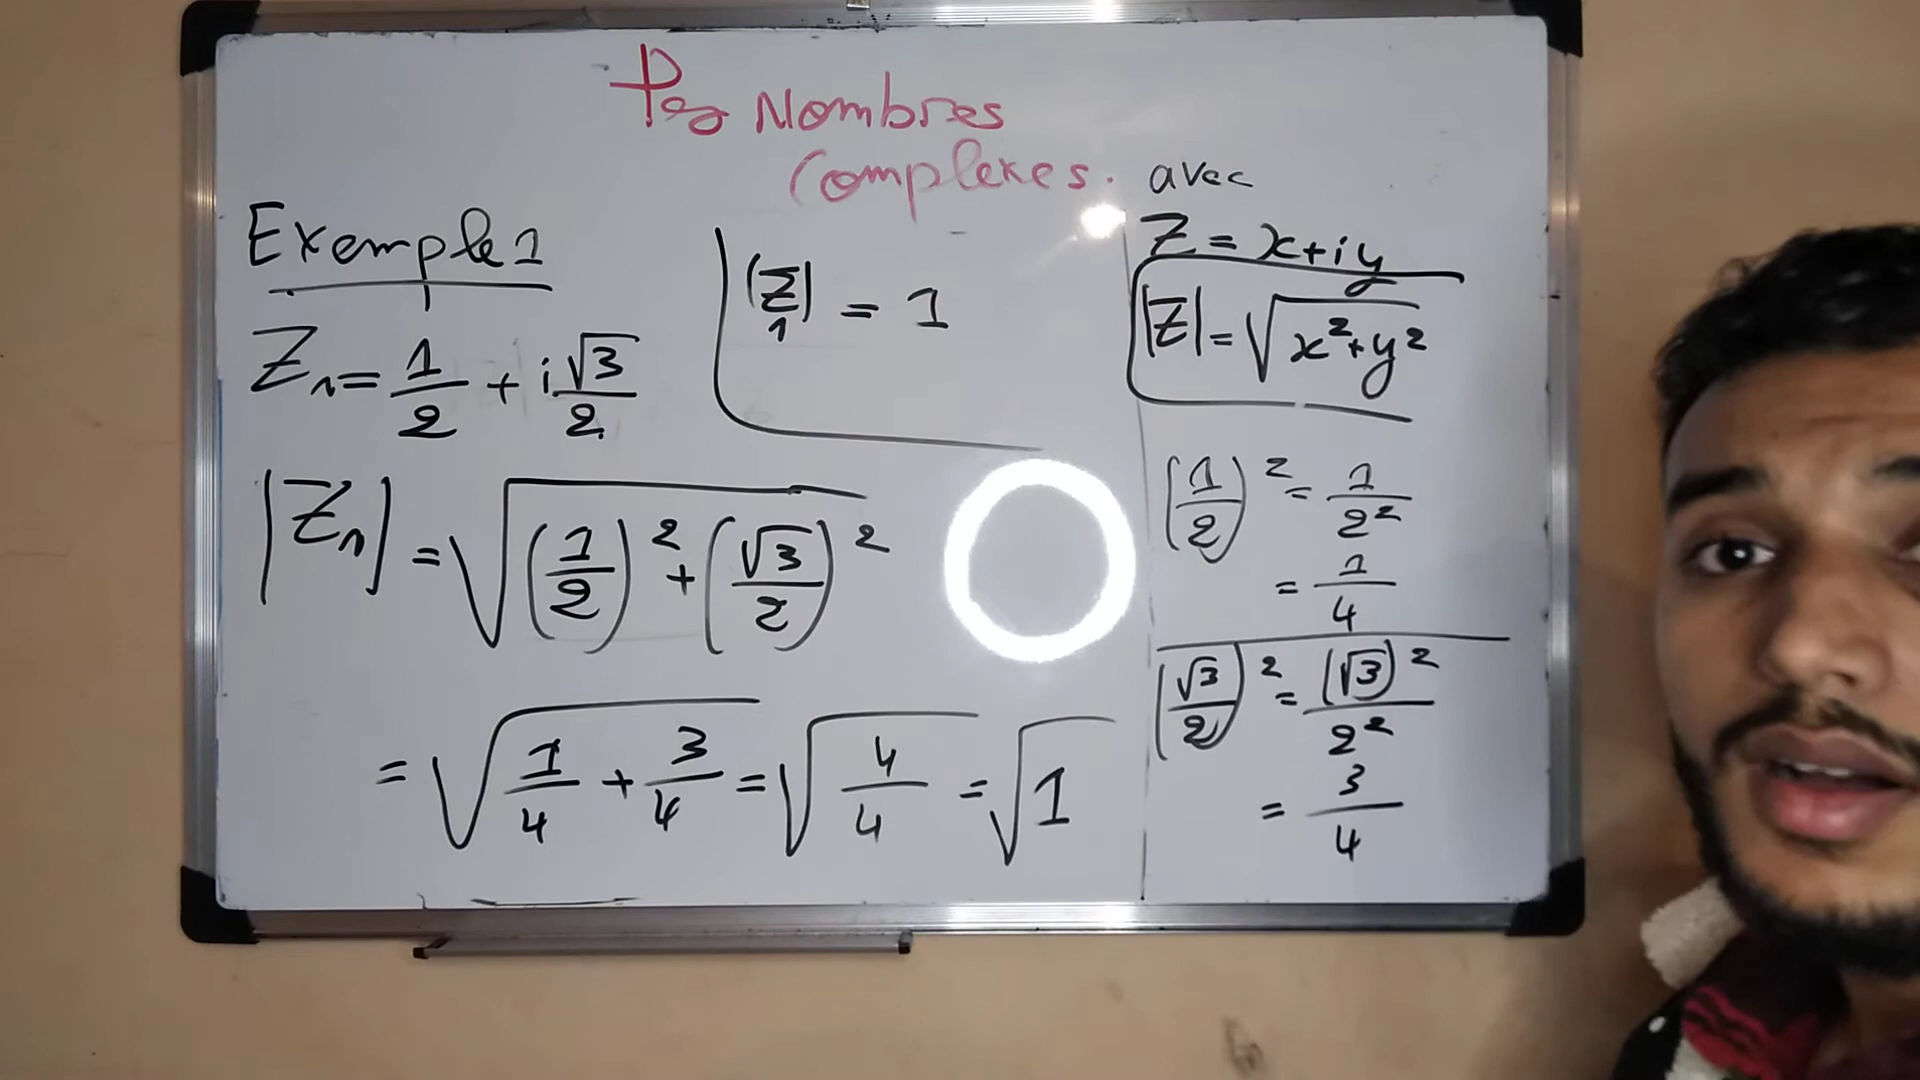 Les Nombres
Complexes.
Exemple 1
Z₁ = 1/2 + i√3/2
|Z₁| = √((1/2)² + (√3/2)²)
= √(1/4 + 3/4) = √(4/4) = √1
|Z₁| = 1
avec
Z = x + iy
|Z| = √(x² + y²)
(1/2)² = 1/2²
= 1/4
(√3/2)² = (√3)²/2²
= 3/4